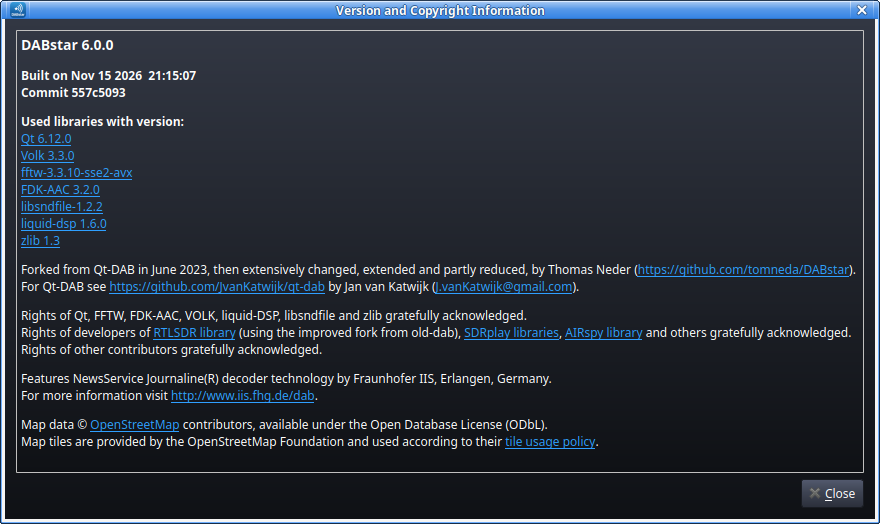 Version and Copyright Information
DABstar 6.0.0
Built on Nov 15 2026  21:15:07
Commit 557c5093
Used libraries with version:
Qt 6.12.0
Volk 3.3.0
fftw-3.3.10-sse2-avx
FDK-AAC 3.2.0
libsndfile-1.2.2
liquid-dsp 1.6.0
zlib 1.3
Forked from Qt-DAB in June 2023, then extensively changed, extended and partly reduced, by Thomas Neder (https://github.com/tomneda/DABstar).
For Qt-DAB see https://github.com/JvanKatwijk/qt-dab by Jan van Katwijk (J.vanKatwijk@gmail.com).
Rights of Qt, FFTW, FDK-AAC, VOLK, liquid-DSP, libsndfile and zlib gratefully acknowledged.
Rights of developers of RTLSDR library (using the improved fork from old-dab), SDRplay libraries, AIRspy library and others gratefully acknowledged.
Rights of other contributors gratefully acknowledged.
Features NewsService Journaline(R) decoder technology by Fraunhofer IIS, Erlangen, Germany.
For more information visit http://www.iis.fhg.de/dab.
Map data © OpenStreetMap contributors, available under the Open Database License (ODbL).
Map tiles are provided by the OpenStreetMap Foundation and used according to their tile usage policy.
Close